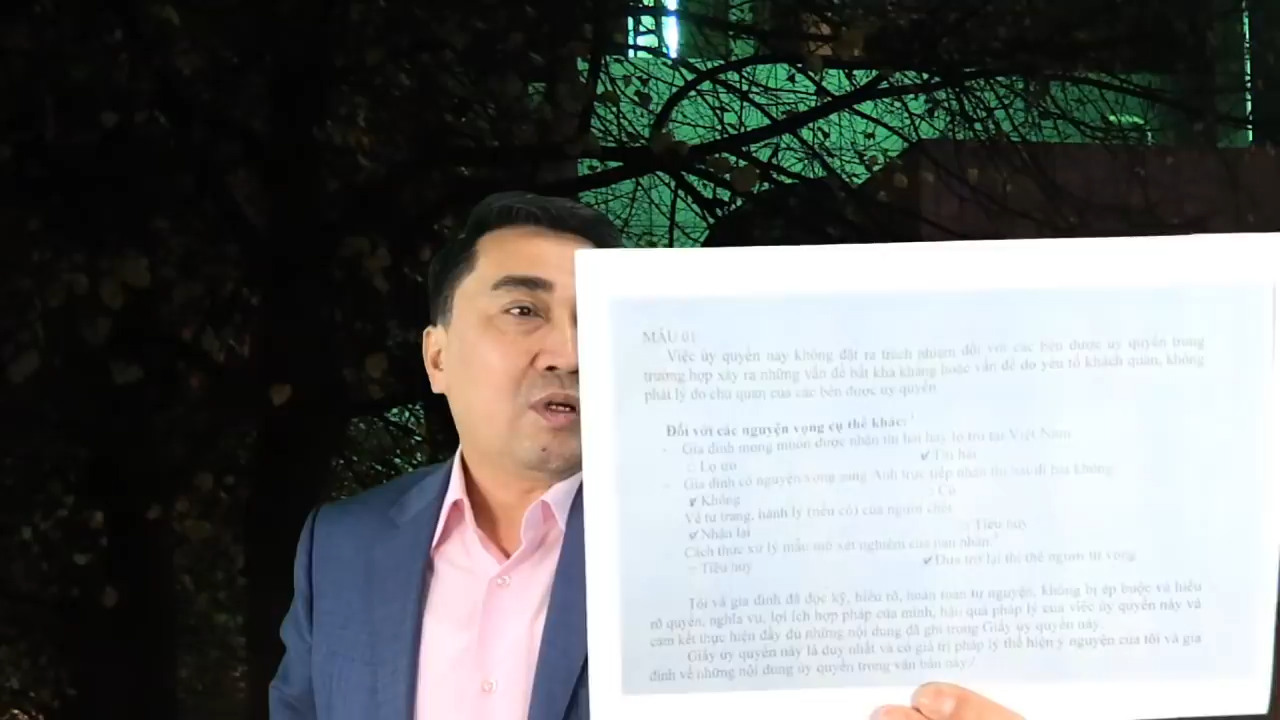 MẪU 01
Việc ủy quyền này không đặt ra trách nhiệm đối với các bên được ủy quyền trong
trường hợp xảy ra những vấn đề bất khả kháng hoặc vấn đề do yếu tố khách quan, không
phải lý do chủ quan của các bên được ủy quyền
Đối với các nguyện vọng cụ thể khác:¹
- Gia đình mong muốn được nhận thi hài hay lọ tro tại Việt Nam
Lọ tro ✔Thi hài
- Gia đình có nguyện vọng sang Anh trực tiếp nhận thi hài đi hay không:
✔Không Có
Về tư trang, hành lý (nếu có) của người chết
✔Nhận lại Tiêu hủy
Cách thức xử lý mẫu mô xét nghiệm của nạn nhân:²
Tiêu hủy ✔Đưa trở lại thi thể người tử vong
Tôi và gia đình đã đọc kỹ, hiểu rõ, hoàn toàn tự nguyện, không bị ép buộc và hiểu
rõ quyền, nghĩa vụ, lợi ích hợp pháp của mình, hậu quả pháp lý của việc ủy quyền này và
cam kết thực hiện đầy đủ những nội dung đã ghi trong Giấy ủy quyền này.
Giấy ủy quyền này là duy nhất và có giá trị pháp lý thể hiện ý nguyện của tôi và gia
đình về những nội dung ủy quyền trong văn bản này./